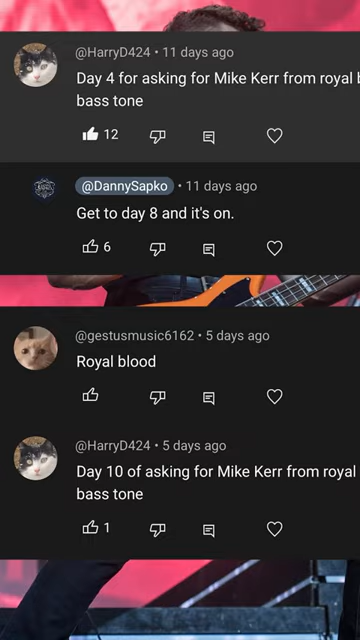 @HarryD424 • 11 days ago
Day 4 for asking for Mike Kerr from royal
bass tone
12
@DannySapko • 11 days ago
Get to day 8 and it's on.
6
@gestusmusic6162 • 5 days ago
Royal blood
@HarryD424 • 5 days ago
Day 10 of asking for Mike Kerr from royal
bass tone
1